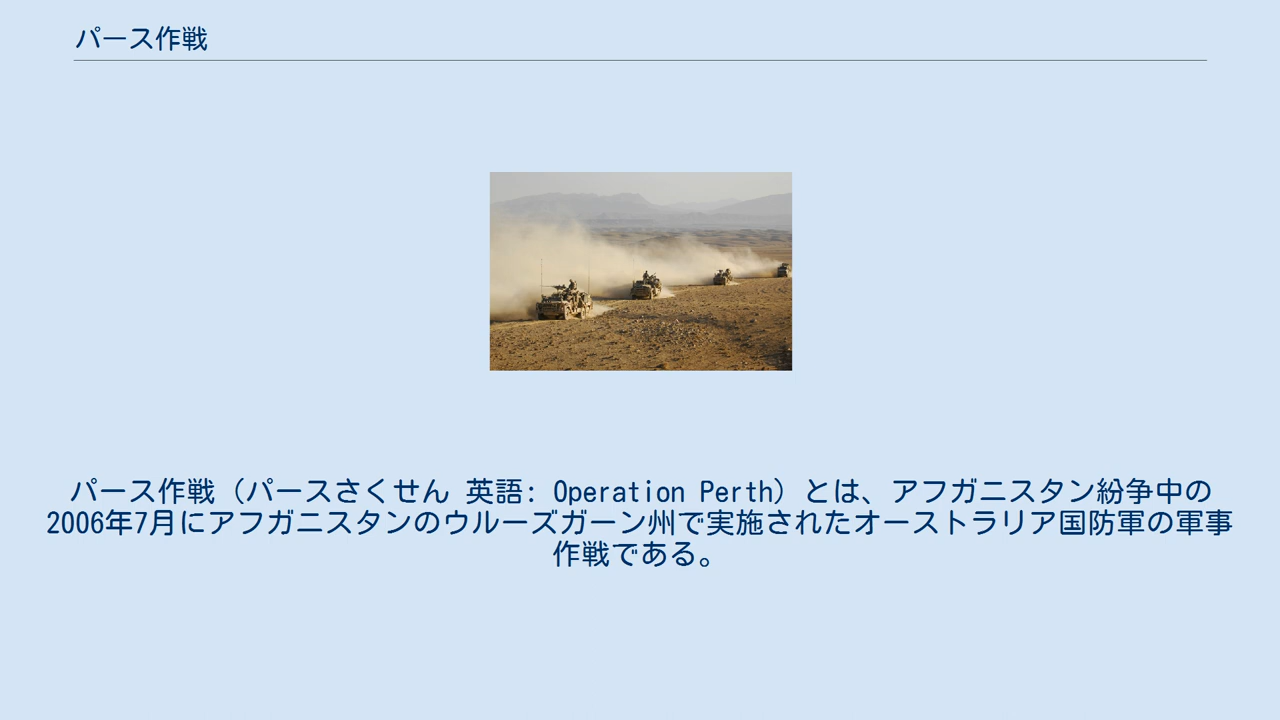 パース作戦
パース作戦（パースさくせん 英語: Operation Perth）とは、アフガニスタン紛争中の
2006年7月にアフガニスタンのウルーズガーン州で実施されたオーストラリア国防軍の軍事
作戦である。